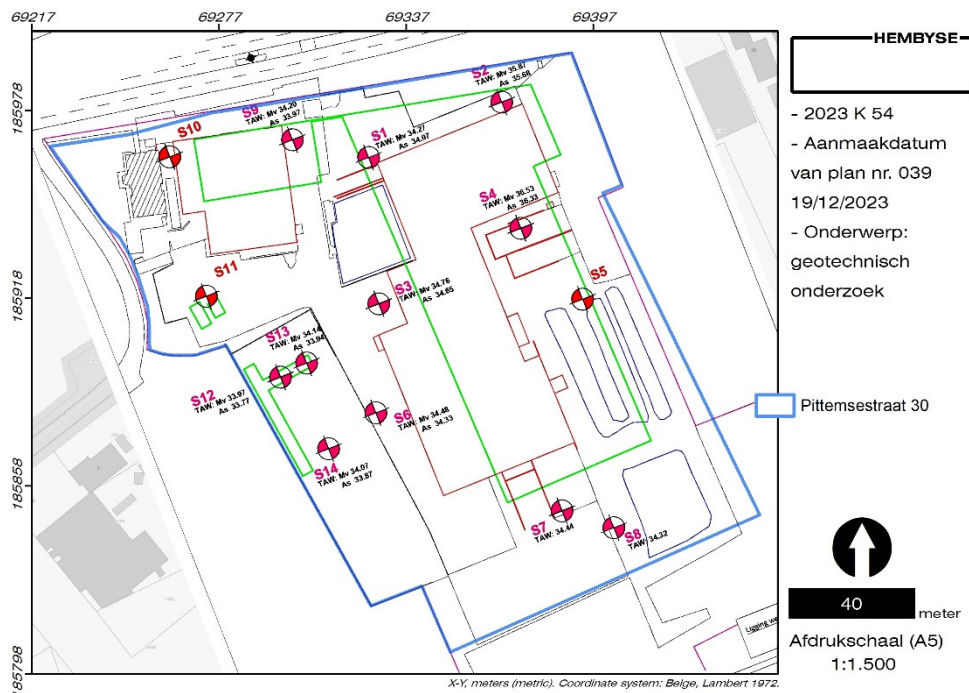 69217
69277
69337
69397
185978
185918
185858
185798
HEMBYSE
- 2023 K 54
- Aanmaakdatum
van plan nr. 039
19/12/2023
- Onderwerp:
geotechnisch
onderzoek
Pittemsestraat 30
40
meter
Afdrukschaal (A5)
1:1.500
S2
TAW: Mv 35.87
As 35.68
S9
TAW: Mv 34.20
As 33.97
S10
S1
TAW: Mv 34.27
As 34.07
S4
TAW: Mv 36.53
As 36.33
S11
S5
S3
TAW: Mv 34.76
As 34.65
S13
TAW: Mv 34.14
As 33.94
S12
TAW: Mv 33.97
As 33.77
S6
TAW: Mv 34.48
As 34.33
S14
TAW: Mv 34.07
As 33.87
S7
TAW: 34.44
S8
TAW: 34.32
Ligging
X-Y, meters (metric). Coordinate system: Belge, Lambert 1972.